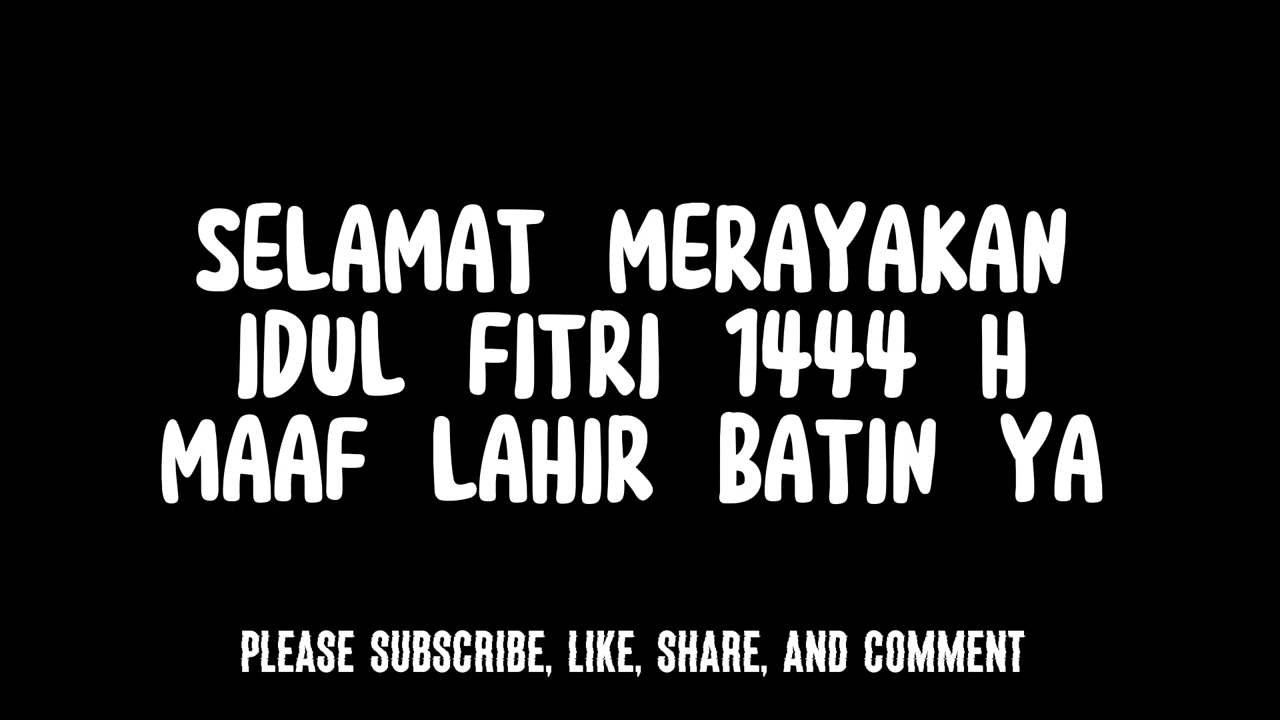 SELAMAT MERAYAKAN
IDUL FITRI 1444 H
MAAF LAHIR BATIN YA
PLEASE SUBSCRIBE, LIKE, SHARE, AND COMMENT